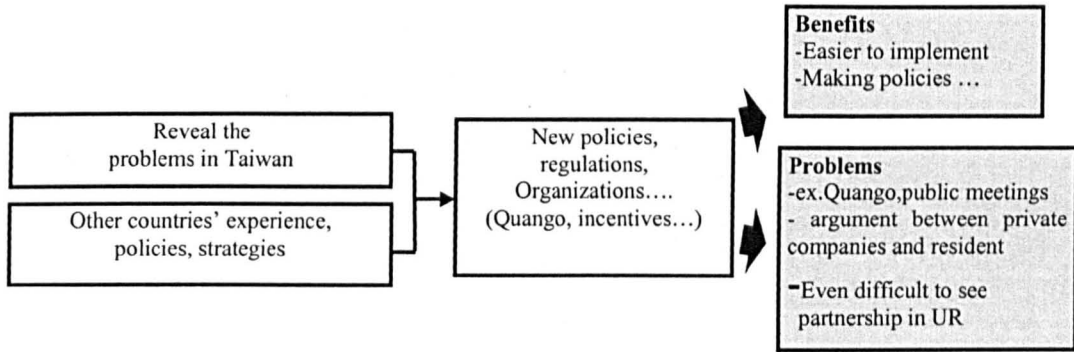 Reveal the
problems in Taiwan
Other countries' experience,
policies, strategies
New policies,
regulations,
Organizations....
(Quango, incentives...)
Benefits
-Easier to implement
-Making policies ...
Problems
-ex.Quango,public meetings
- argument between private
companies and resident
-Even difficult to see
partnership in UR